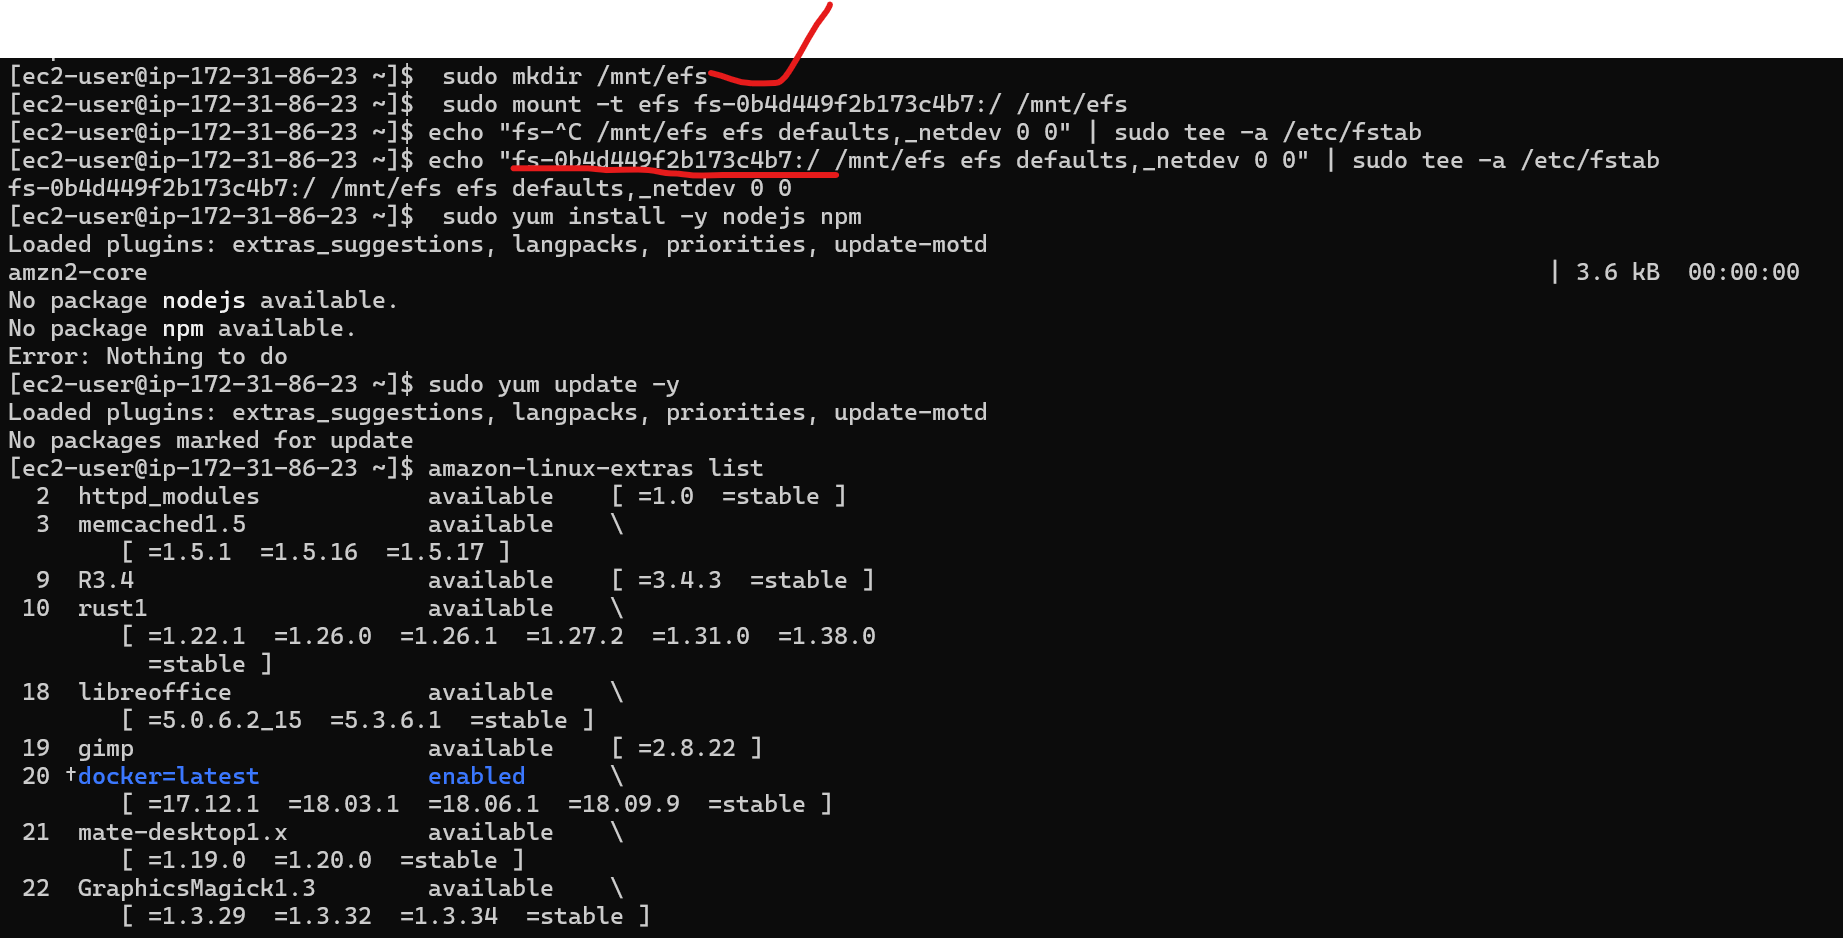 [ec2-user@ip-172-31-86-23 ~]$  sudo mkdir /mnt/efs
[ec2-user@ip-172-31-86-23 ~]$  sudo mount -t efs fs-0b4d449f2b173c4b7:/ /mnt/efs
[ec2-user@ip-172-31-86-23 ~]$ echo "fs-^C /mnt/efs efs defaults,_netdev 0 0" | sudo tee -a /etc/fstab
[ec2-user@ip-172-31-86-23 ~]$ echo "fs-0b4d449f2b173c4b7:/ /mnt/efs efs defaults,_netdev 0 0" | sudo tee -a /etc/fstab
fs-0b4d449f2b173c4b7:/ /mnt/efs efs defaults,_netdev 0 0
[ec2-user@ip-172-31-86-23 ~]$  sudo yum install -y nodejs npm
Loaded plugins: extras_suggestions, langpacks, priorities, update-motd
amzn2-core | 3.6 kB  00:00:00
No package nodejs available.
No package npm available.
Error: Nothing to do
[ec2-user@ip-172-31-86-23 ~]$ sudo yum update -y
Loaded plugins: extras_suggestions, langpacks, priorities, update-motd
No packages marked for update
[ec2-user@ip-172-31-86-23 ~]$ amazon-linux-extras list
2  httpd_modules            available    [ =1.0  =stable ]
3  memcached1.5             available    \
[ =1.5.1  =1.5.16  =1.5.17 ]
9  R3.4                     available    [ =3.4.3  =stable ]
10  rust1                    available    \
[ =1.22.1  =1.26.0  =1.26.1  =1.27.2  =1.31.0  =1.38.0
=stable ]
18  libreoffice              available    \
[ =5.0.6.2_15  =5.3.6.1  =stable ]
19  gimp                     available    [ =2.8.22 ]
20 †docker=latest            enabled      \
[ =17.12.1  =18.03.1  =18.06.1  =18.09.9  =stable ]
21  mate-desktop1.x          available    \
[ =1.19.0  =1.20.0  =stable ]
22  GraphicsMagick1.3        available    \
[ =1.3.29  =1.3.32  =1.3.34  =stable ]